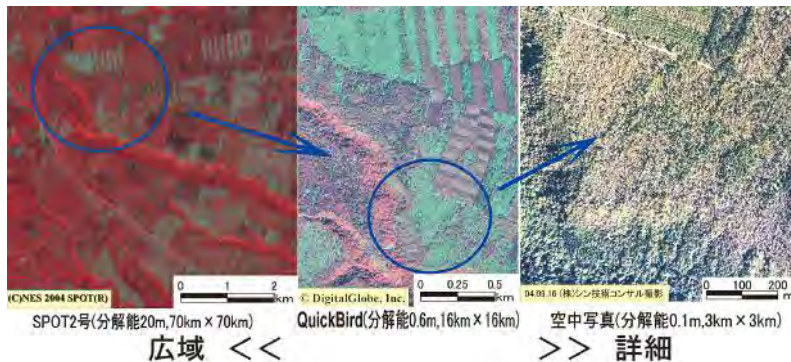 0 1 2
km
(C)NES 2004 SPOT(R)
0 0.25 0.5
km
© DigitalGlobe, Inc.
0 100 200
m
04.09.16 (株)シン技術コンサル撮影
SPOT2号(分解能20m,70km×70km)
QuickBird(分解能0.6m,16km×16km)
空中写真(分解能0.1m,3km×3km)
広域 << >> 詳細